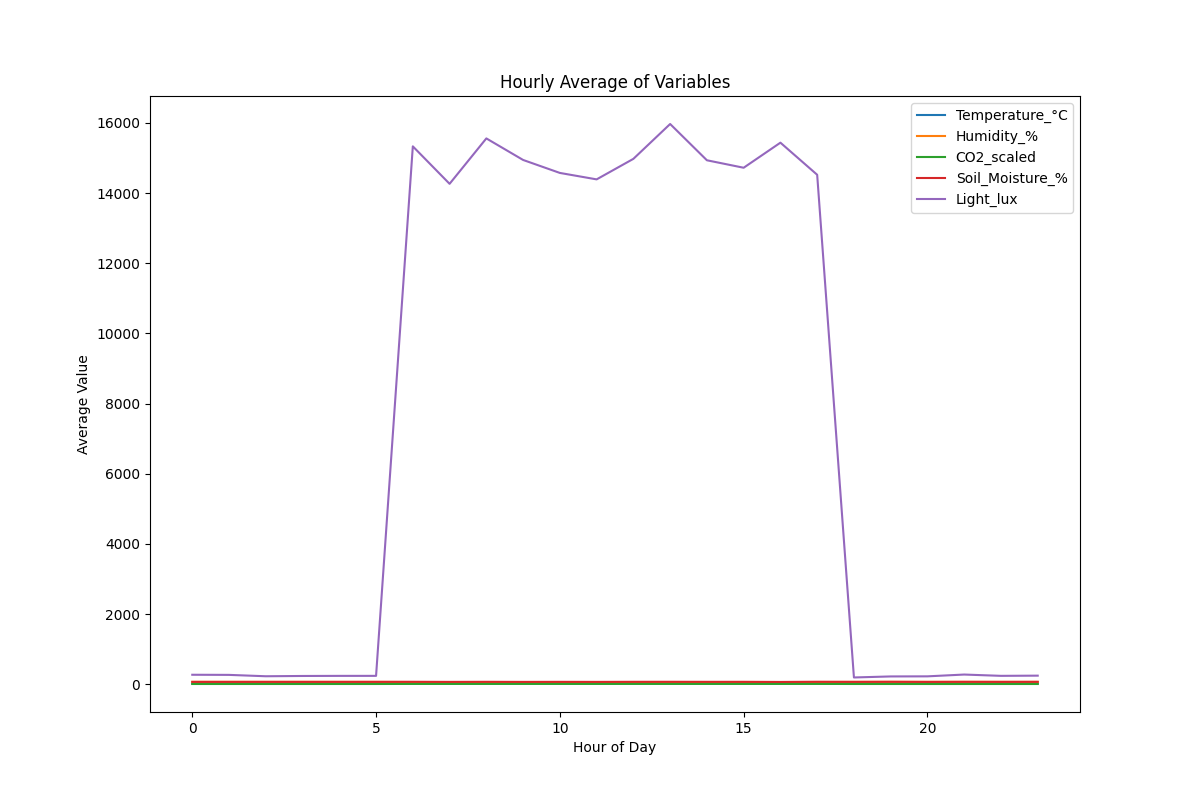 Hourly Average of Variables
Temperature_°C
Humidity_%
CO2_scaled
Soil_Moisture_%
Light_lux
Average Value
16000
14000
12000
10000
8000
6000
4000
2000
0
0 5 10 15 20
Hour of Day